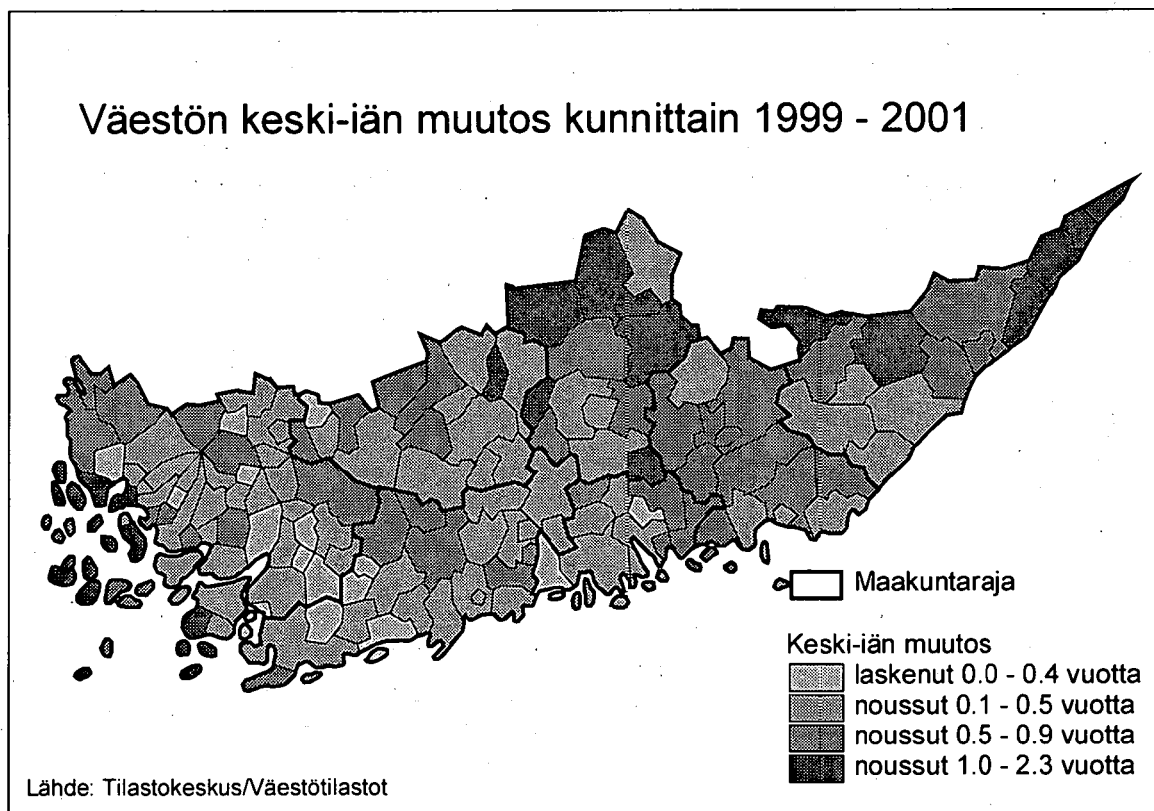 Väestön keski-iän muutos kunnittain 1999 - 2001
Maakuntaraja
Keski-iän muutos
laskenut 0.0 - 0.4 vuotta
noussut 0.1 - 0.5 vuotta
noussut 0.5 - 0.9 vuotta
noussut 1.0 - 2.3 vuotta
Lähde: Tilastokeskus/Väestötilastot